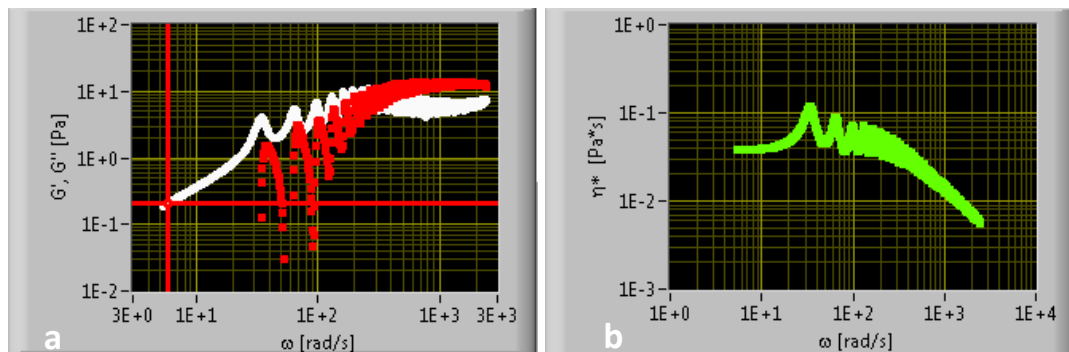 G', G'' [Pa]
1E+2
1E+1
1E+0
1E-1
1E-2
3E+0
1E+1
1E+2
1E+3
3E+3
ω [rad/s]
a
η* [Pa*s]
1E+0
1E-1
1E-2
1E-3
1E+0
1E+1
1E+2
1E+3
1E+4
ω [rad/s]
b